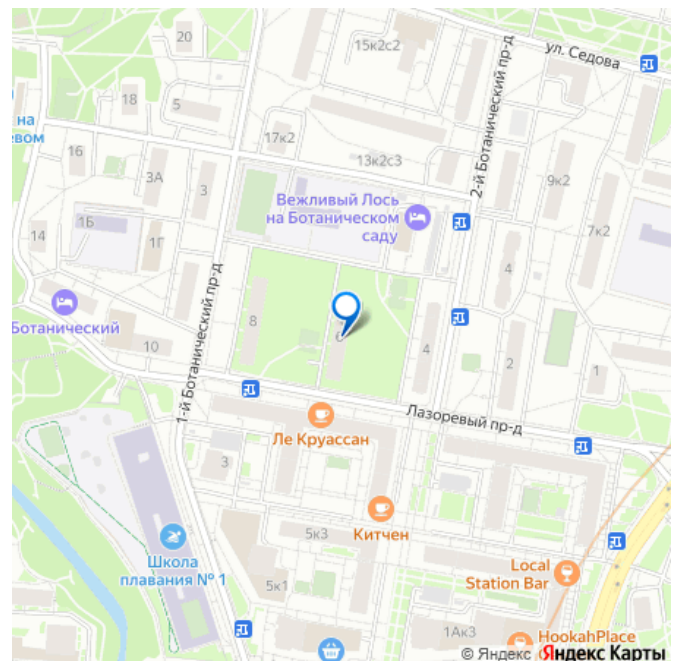 20
15к2с2
ул. Седова
18
5
на
евом
17к2
2-й Ботанический пр-д
16
3А
3
13к2с3
9к2
Вежливый Лось
на Ботаническом
саду
1Б
7к2
14
1Г
4
Ботанический
1-й Ботанический пр-д
8
6
10
4
2
1
Лазоревый пр-д
Ле Круассан
3
Китчен
5к3
Школа
плавания № 1
Local
Station Bar
5к1
1Ак3
HookahPlace
© Яндекс Яндекс Карты